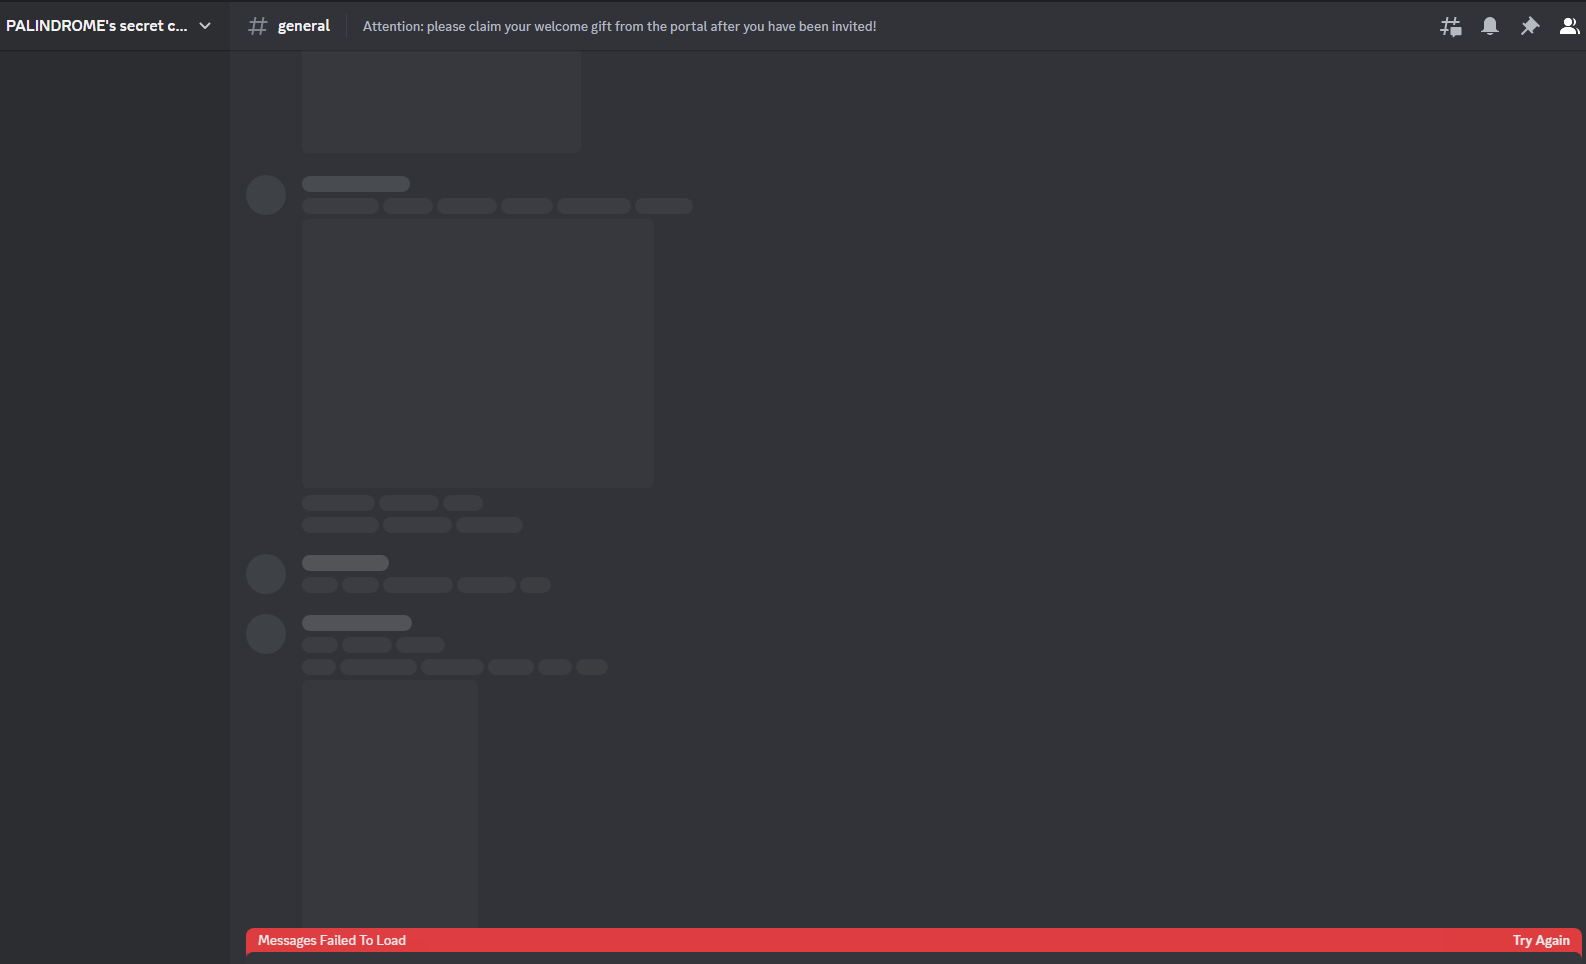 PALINDROME's secret c...
general
Attention: please claim your welcome gift from the portal after you have been invited!
Messages Failed To Load
Try Again